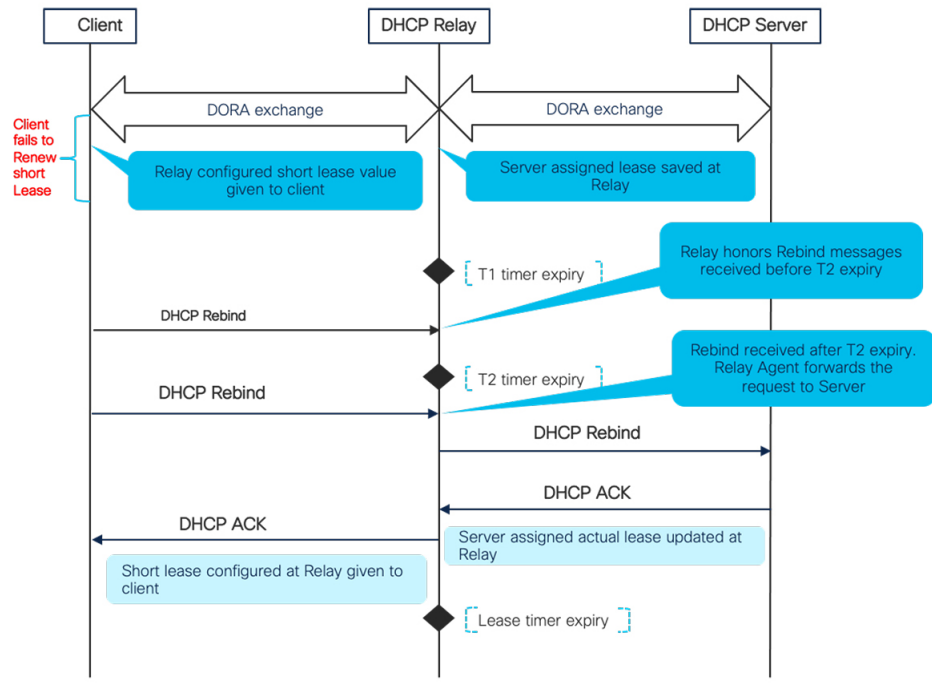 Client
DHCP Relay
DHCP Server
DORA exchange
DORA exchange
Client
fails to
Renew
short
Lease
Relay configured short lease value
given to client
Server assigned lease saved at
Relay
Relay honors Rebind messages
received before T2 expiry
T1 timer expiry
DHCP Rebind
Rebind received after T2 expiry.
Relay Agent forwards the
request to Server
T2 timer expiry
DHCP Rebind
DHCP Rebind
DHCP ACK
DHCP ACK
Server assigned actual lease updated at
Relay
Short lease configured at Relay given to
client
Lease timer expiry